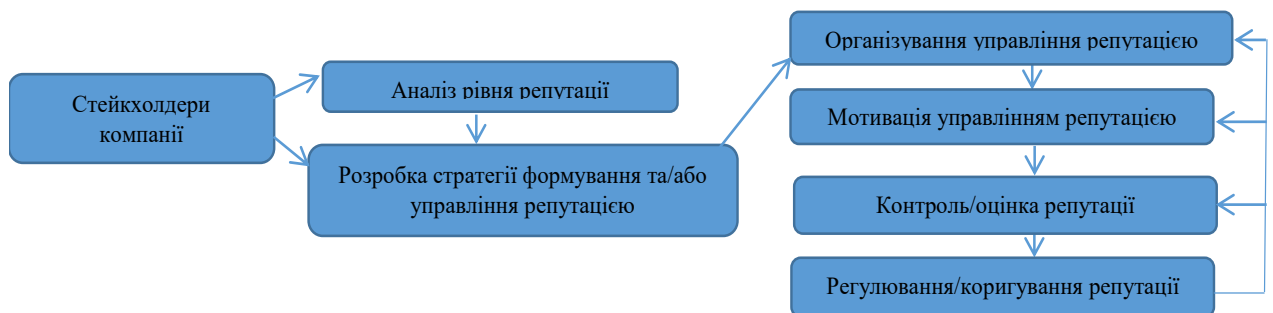 Стейкхолдери
компанії
Аналіз рівня репутації
Розробка стратегії формування та/або
управління репутацією
Організування управління репутацією
Мотивація управлінням репутацією
Контроль/оцінка репутації
Регулювання/коригування репутації